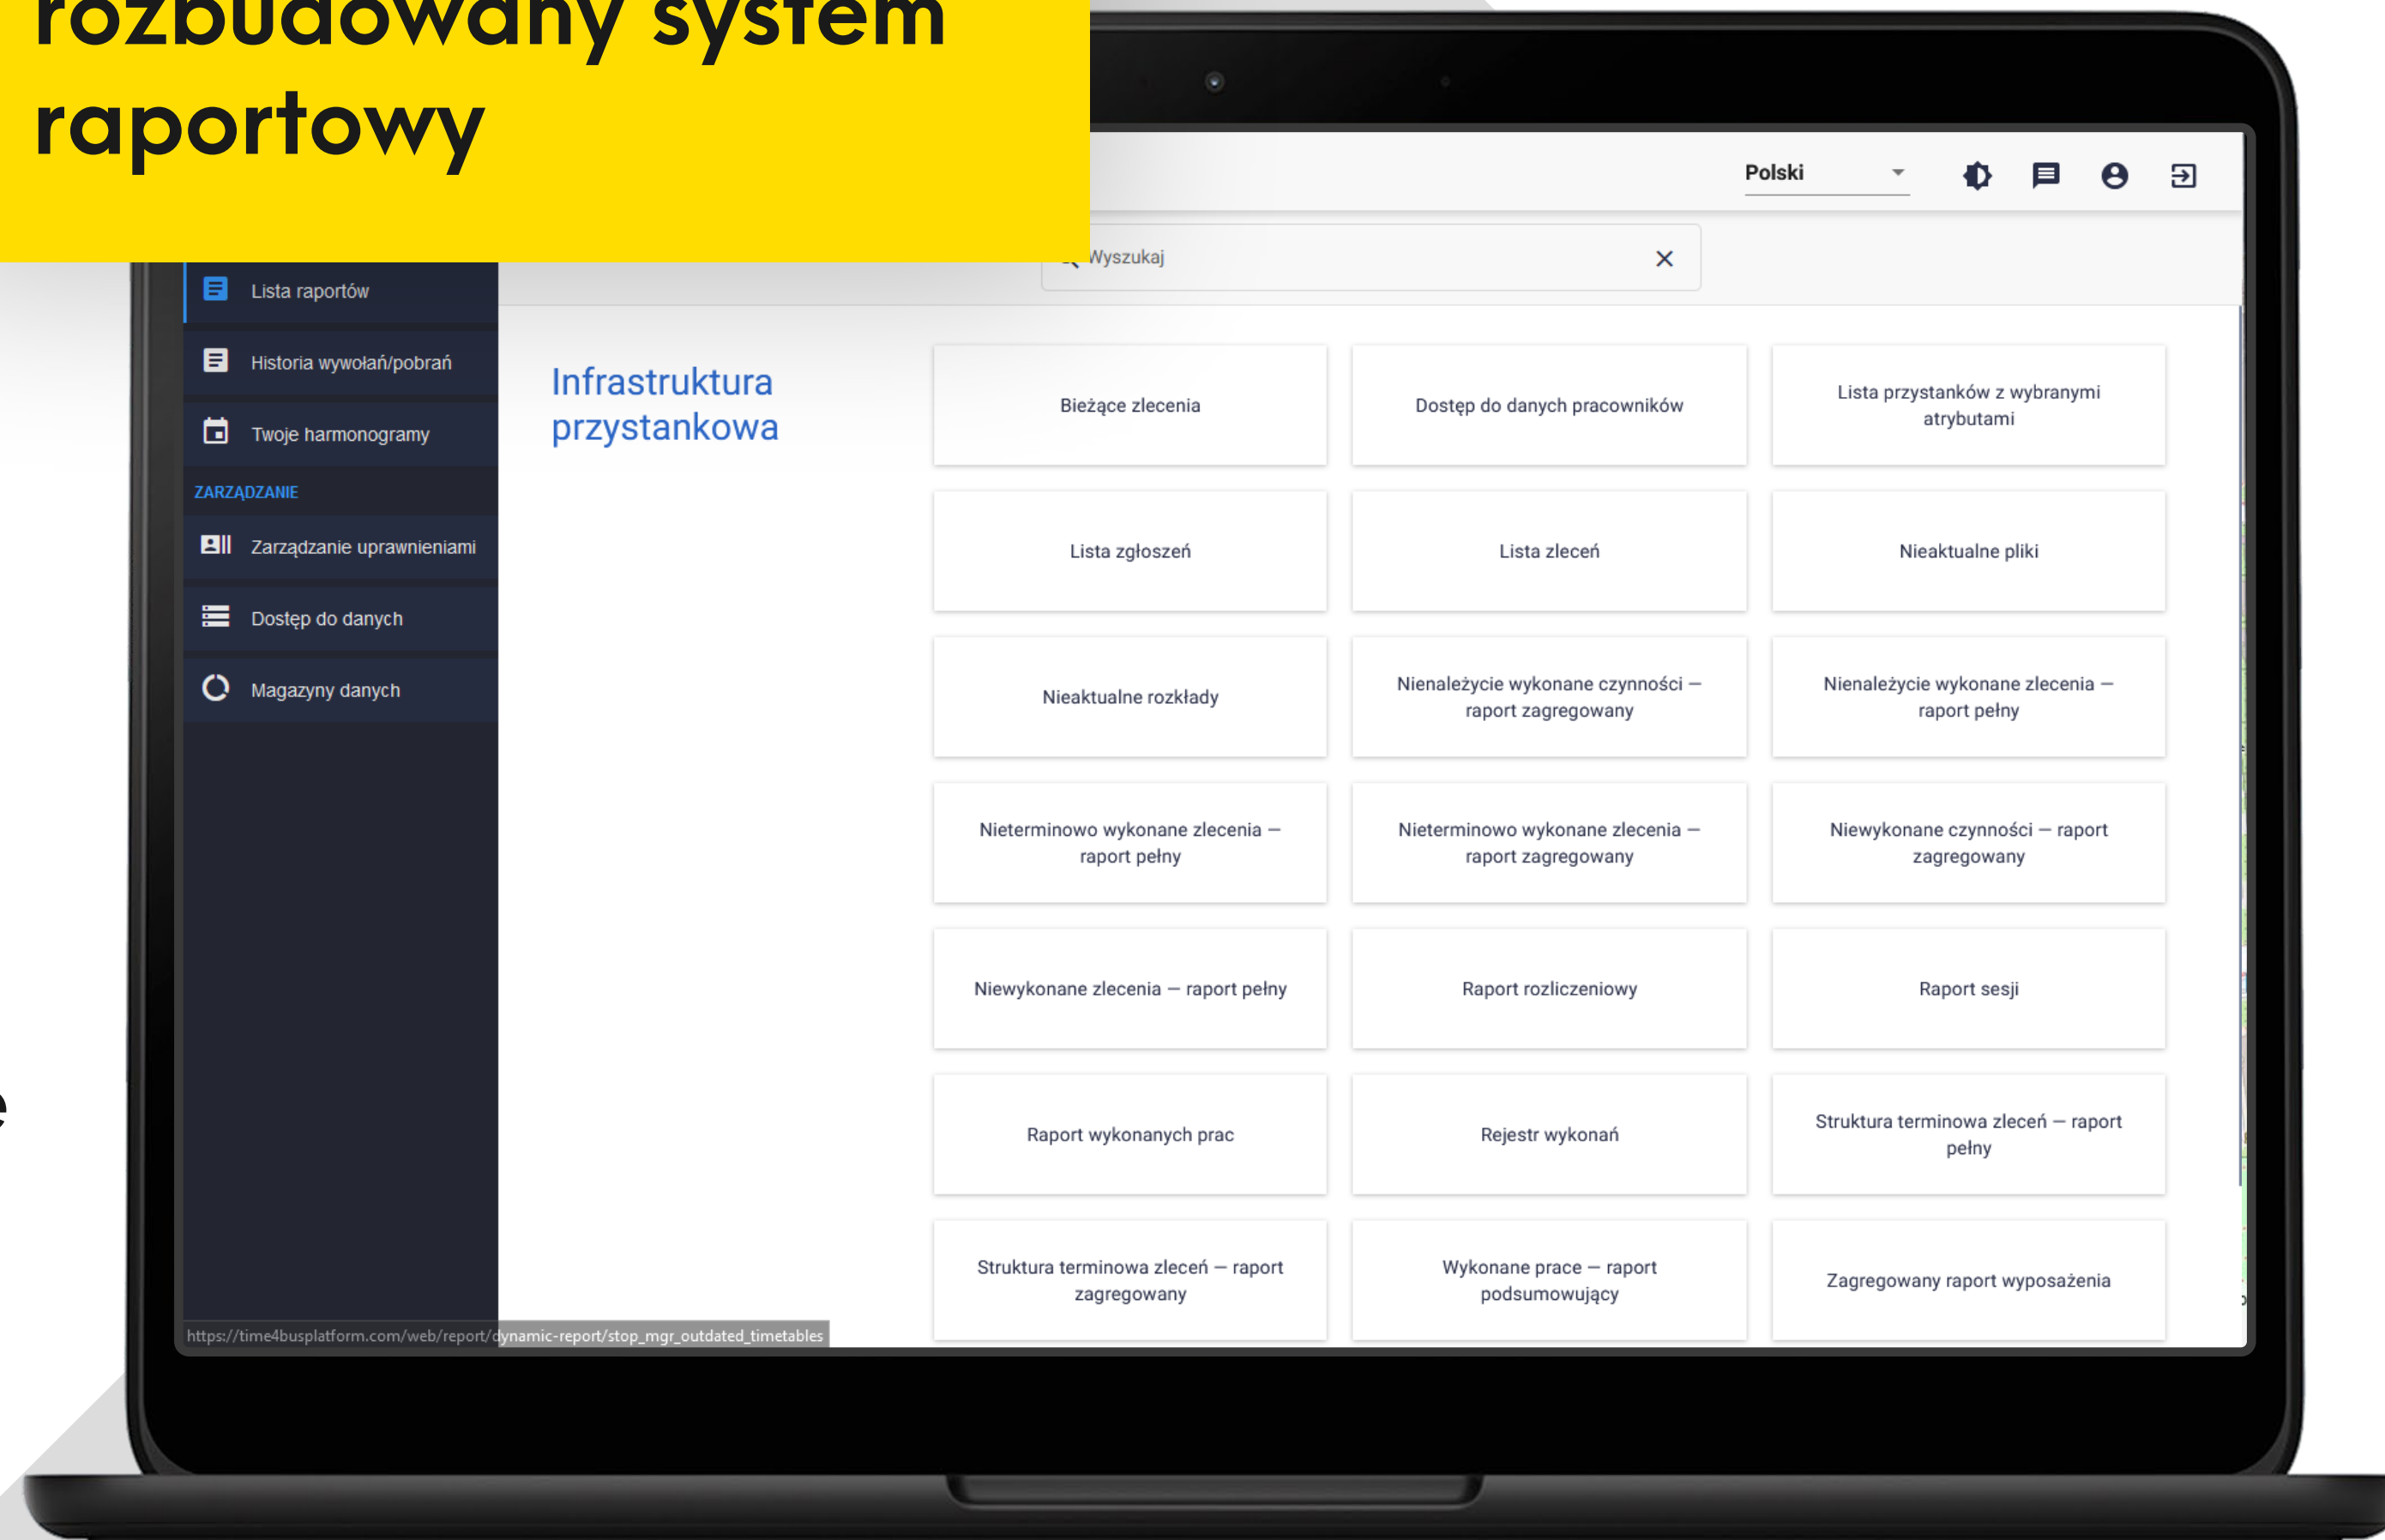 rozbudowany system
raportowy
Polski
Wyszukaj
Lista raportów
Historia wywołań/pobrań
Twoje harmonogramy
ZARZĄDZANIE
Zarządzanie uprawnieniami
Dostęp do danych
Magazyny danych
Infrastruktura
przystankowa
Bieżące zlecenia
Dostęp do danych pracowników
Lista przystanków z wybranymi
atrybutami
Lista zgłoszeń
Lista zleceń
Nieaktualne pliki
Nieaktualne rozkłady
Nienależycie wykonane czynności –
raport zagregowany
Nienależycie wykonane zlecenia –
raport pełny
Nieterminowo wykonane zlecenia –
raport pełny
Nieterminowo wykonane zlecenia –
raport zagregowany
Niewykonane czynności – raport
zagregowany
Niewykonane zlecenia – raport pełny
Raport rozliczeniowy
Raport sesji
Raport wykonanych prac
Rejestr wykonań
Struktura terminowa zleceń – raport
pełny
Struktura terminowa zleceń – raport
zagregowany
Wykonane prace – raport
podsumowujący
Zagregowany raport wyposażenia
https://time4busplatform.com/web/report/dynamic-report/stop_mgr_outdated_timetables